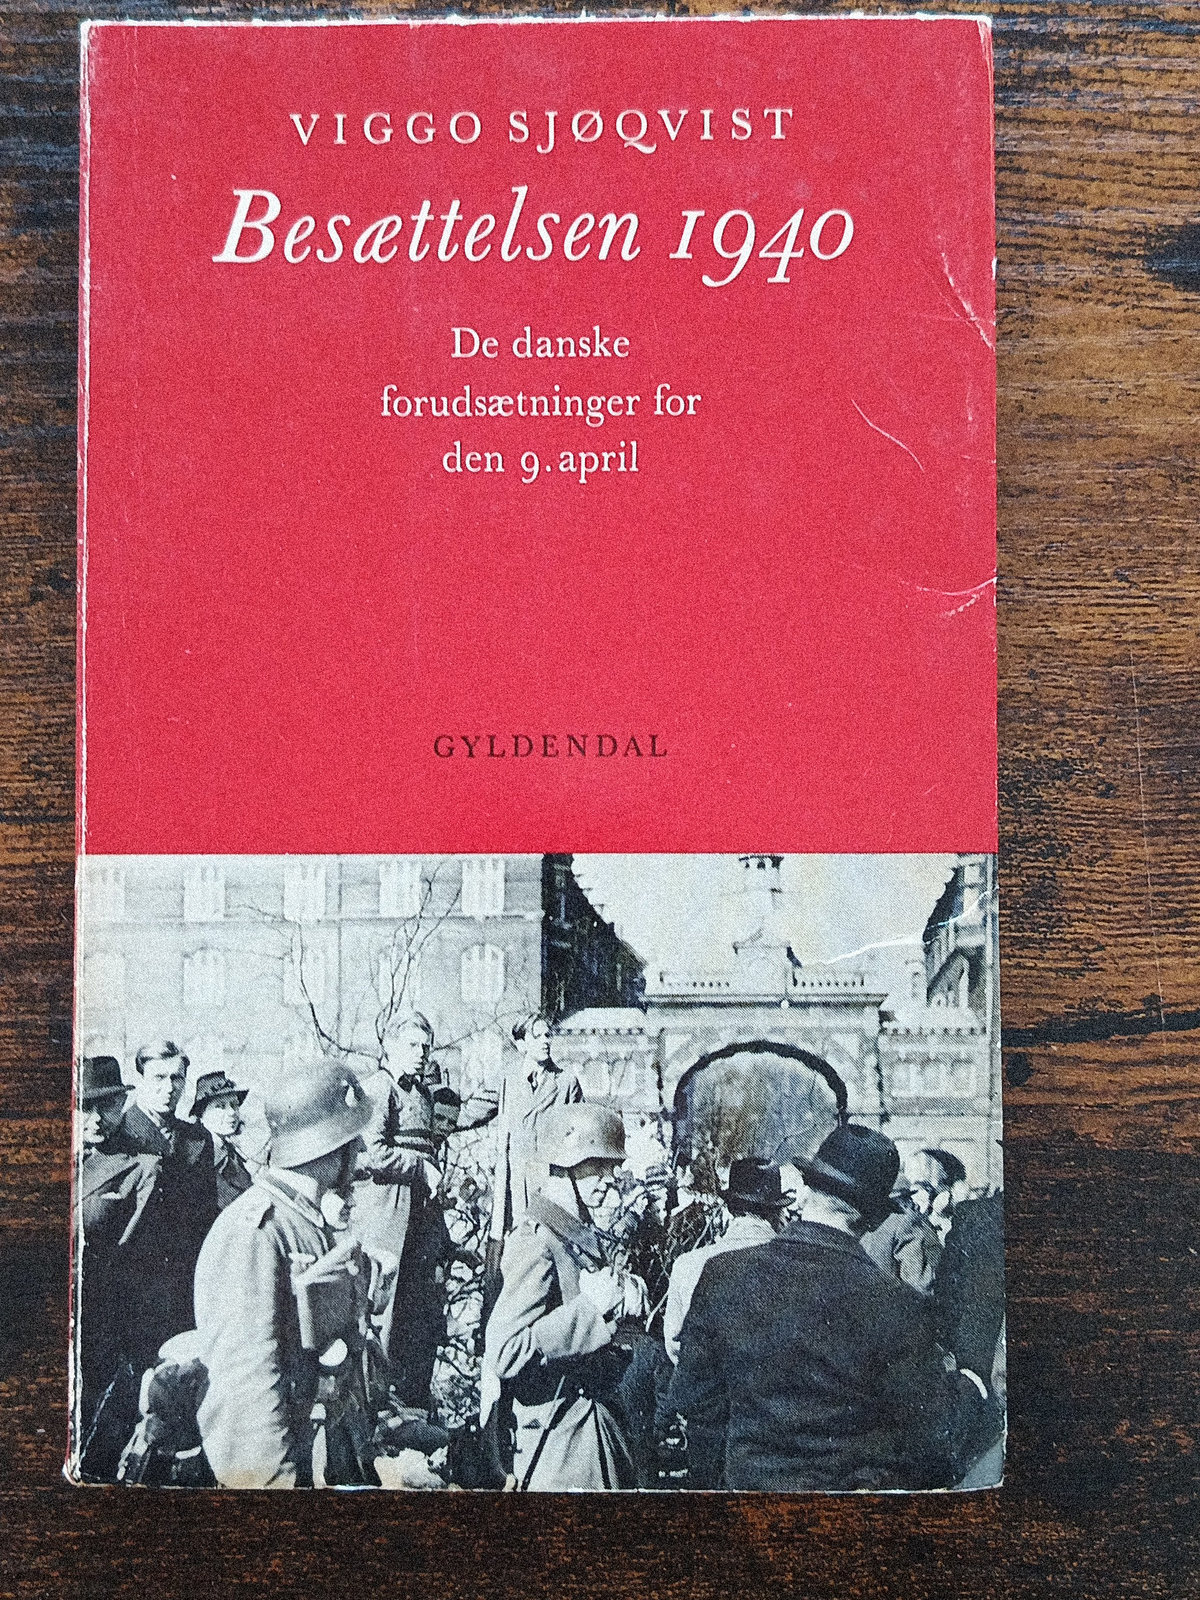 VIGGO SJØQVIST
Besættelsen 1940
De danske
forudsætninger for
den 9. april
GYLDENDAL